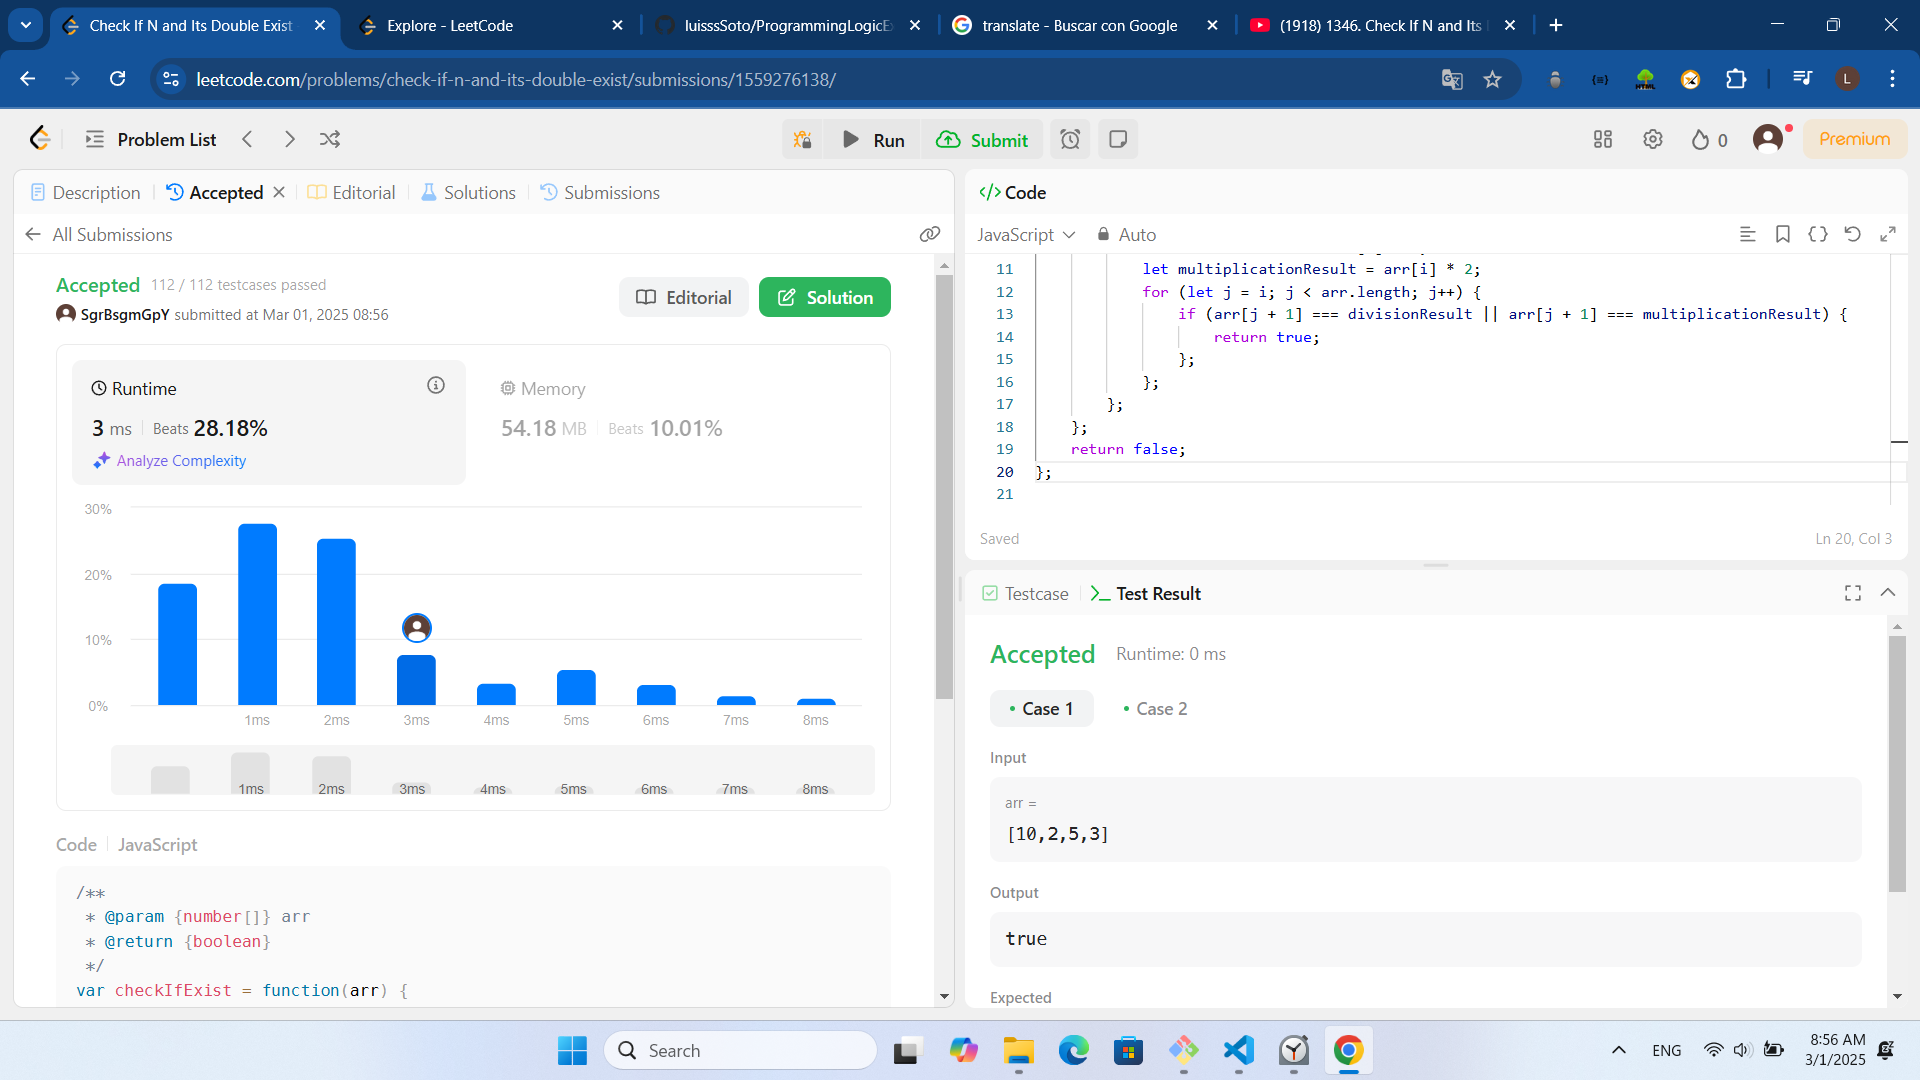 Check If N and Its Double Exist
Explore - LeetCode
luisssSoto/ProgrammingLogicEx
translate - Buscar con Google
(1918) 1346. Check If N and Its
leetcode.com/problems/check-if-n-and-its-double-exist/submissions/1559276138/
L
Problem List
Run
Submit
0
Premium
Description
Accepted
Editorial
Solutions
Submissions
All Submissions
Accepted 112 / 112 testcases passed
SgrBsgmGpY submitted at Mar 01, 2025 08:56
Editorial
Solution
Runtime
3 ms Beats 28.18%
Analyze Complexity
Memory
54.18 MB Beats 10.01%
30%
20%
10%
0%
1ms 2ms 3ms 4ms 5ms 6ms 7ms 8ms
1ms 2ms 3ms 4ms 5ms 6ms 7ms 8ms
Code JavaScript
/**
* @param {number[]} arr
* @return {boolean}
*/
var checkIfExist = function(arr) {
</> Code
JavaScript Auto
11 let multiplicationResult = arr[i] * 2;
12 for (let j = i; j < arr.length; j++) {
13 if (arr[j + 1] === divisionResult || arr[j + 1] === multiplicationResult) {
14 return true;
15 };
16 };
17 };
18 };
19 return false;
20 };
21
Saved
Ln 20, Col 3
Testcase
Test Result
Accepted Runtime: 0 ms
Case 1
Case 2
Input
arr =
[10,2,5,3]
Output
true
Expected
Search
ENG
8:56 AM
3/1/2025